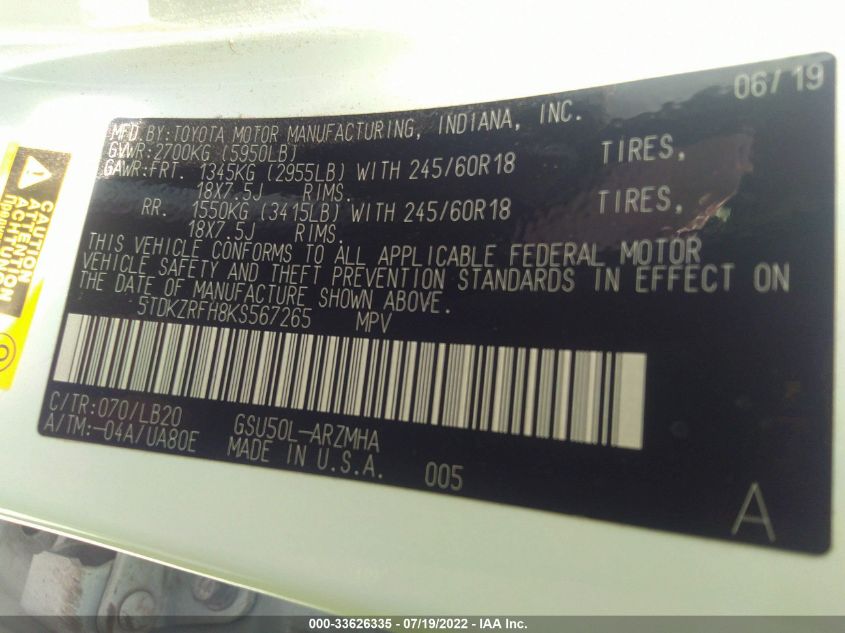 06/19
MFD.BY:TOYOTA MOTOR MANUFACTURING, INDIANA, INC.
GVWR:2700KG (5950LB)
GAWR:FRT. 1345KG (2955LB) WITH 245/60R18 TIRES,
18X7.5J RIMS.
RR. 1550KG (3415LB) WITH 245/60R18 TIRES,
18X7.5J RIMS.
THIS VEHICLE CONFORMS TO ALL APPLICABLE FEDERAL MOTOR
VEHICLE SAFETY AND THEFT PREVENTION STANDARDS IN EFFECT ON
THE DATE OF MANUFACTURE SHOWN ABOVE.
5TDKZRFH8KS567265 MPV
C/TR:070/LB20 GSU50L-ARZMHA
A/TM:-04A/UA80E MADE IN U.S.A. 005
A
CAUTION
ATTENTION
ACHTUNG
000-33626335 - 07/19/2022 - IAA Inc.